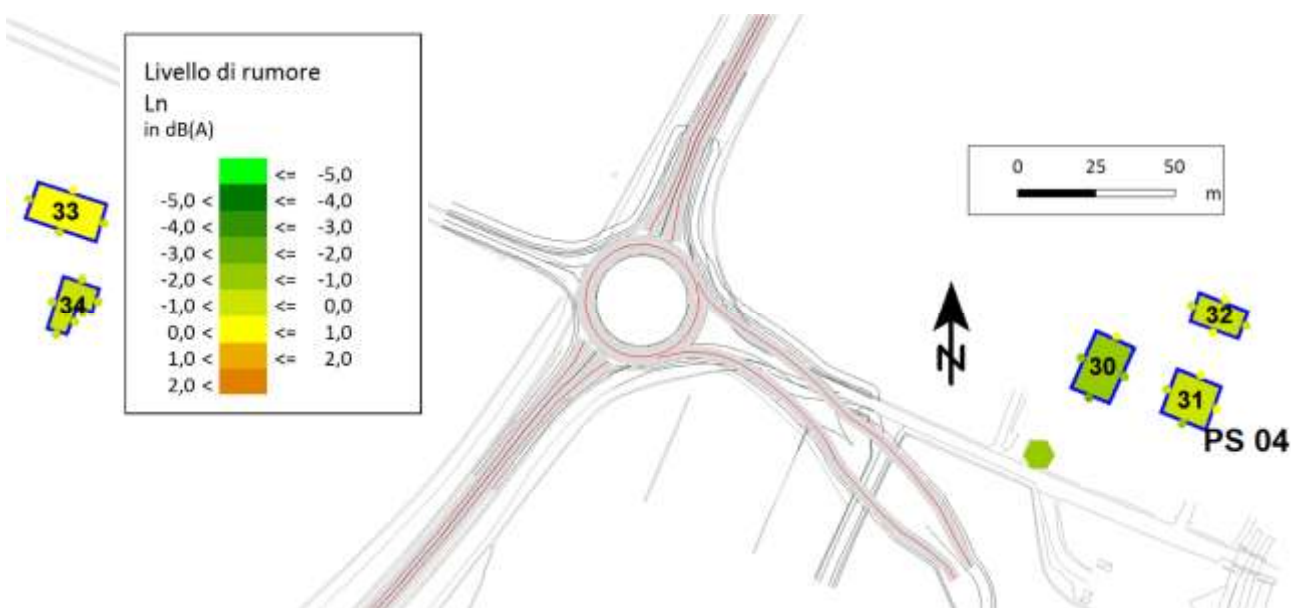 Livello di rumore
Ln
in dB(A)
<= -5,0
-5,0 < <= -4,0
-4,0 < <= -3,0
-3,0 < <= -2,0
-2,0 < <= -1,0
-1,0 < <= 0,0
0,0 < <= 1,0
1,0 < <= 2,0
2,0 <
0 25 50
m
33
34
N
32
30
31
PS 04